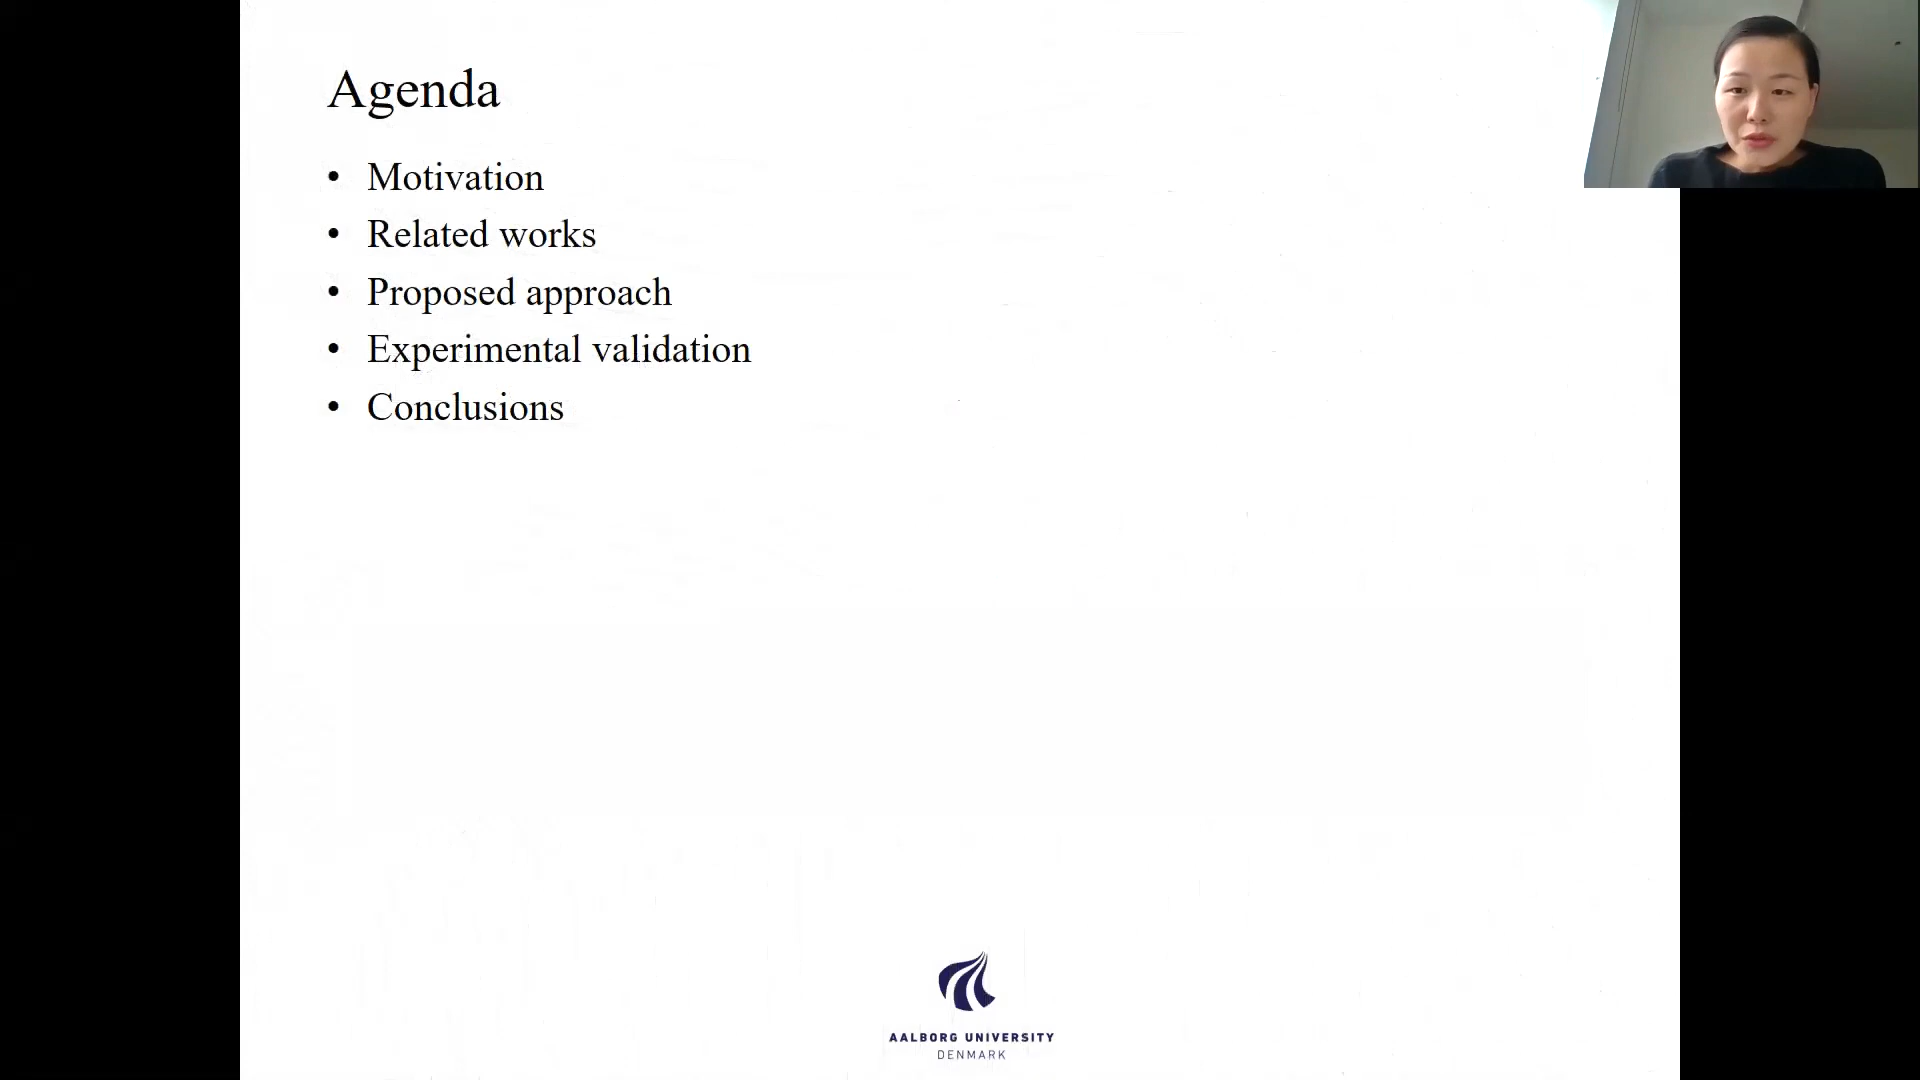 Agenda
• Motivation
• Related works
• Proposed approach
• Experimental validation
• Conclusions
AALBORG UNIVERSITY
DENMARK